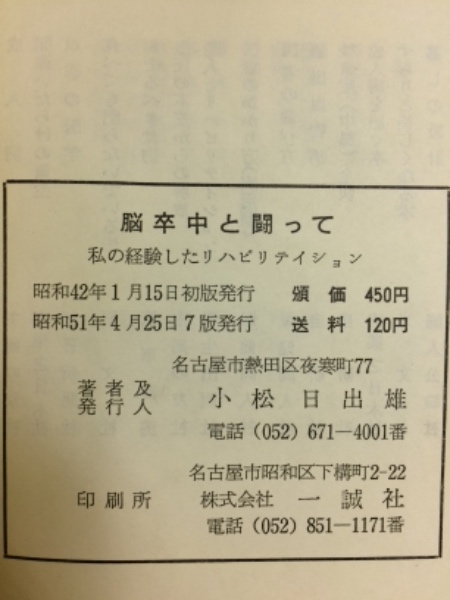 脳卒中と闘って
私の経験したリハビリテイション
昭和42年1月15日初版発行 頒価 450円
昭和51年4月25日7版発行 送料 120円
名古屋市熱田区夜寒町77
著者及発行人 小松日出雄
電話 (052) 671―4001番
名古屋市昭和区下構町2-22
印刷所 株式会社 一誠社
電話 (052) 851―1171番